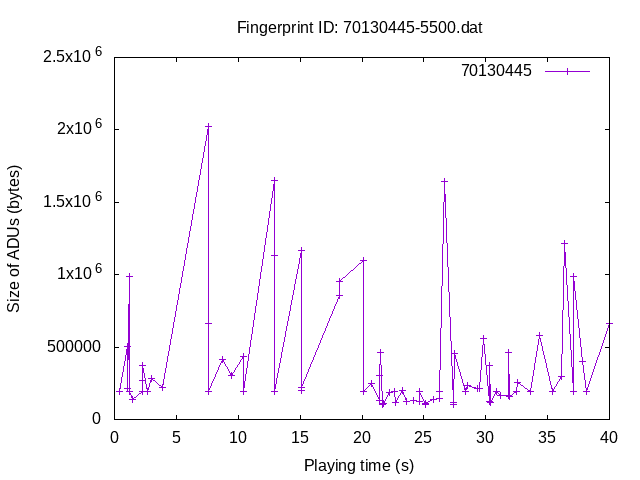 Fingerprint ID: 70130445-5500.dat
70130445
Size of ADUs (bytes)
2.5x10^6
2x10^6
1.5x10^6
1x10^6
500000
0
0 5 10 15 20 25 30 35 40
Playing time (s)